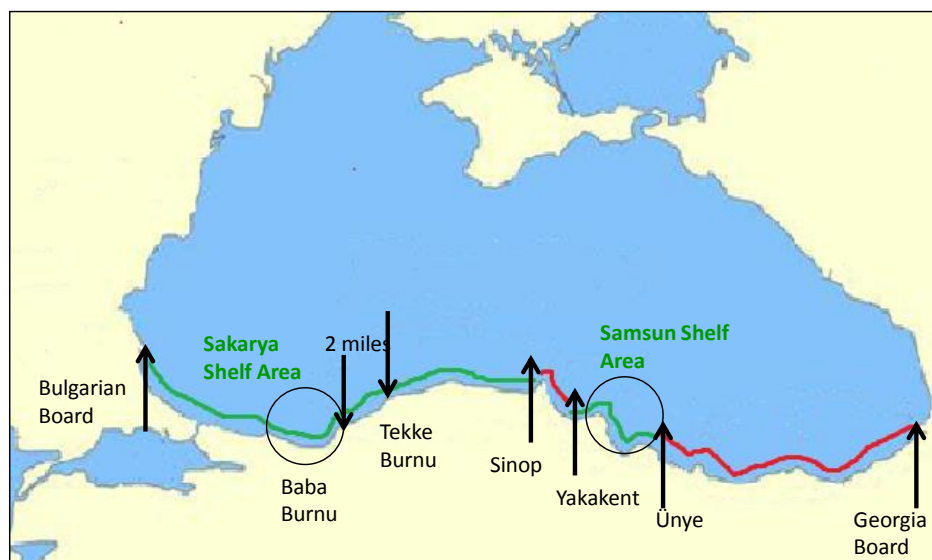 Sakarya
Shelf Area
2 miles
Samsun Shelf
Area
Bulgarian
Board
Tekke
Burnu
Sinop
Baba
Burnu
Yakakent
Ünye
Georgia
Board